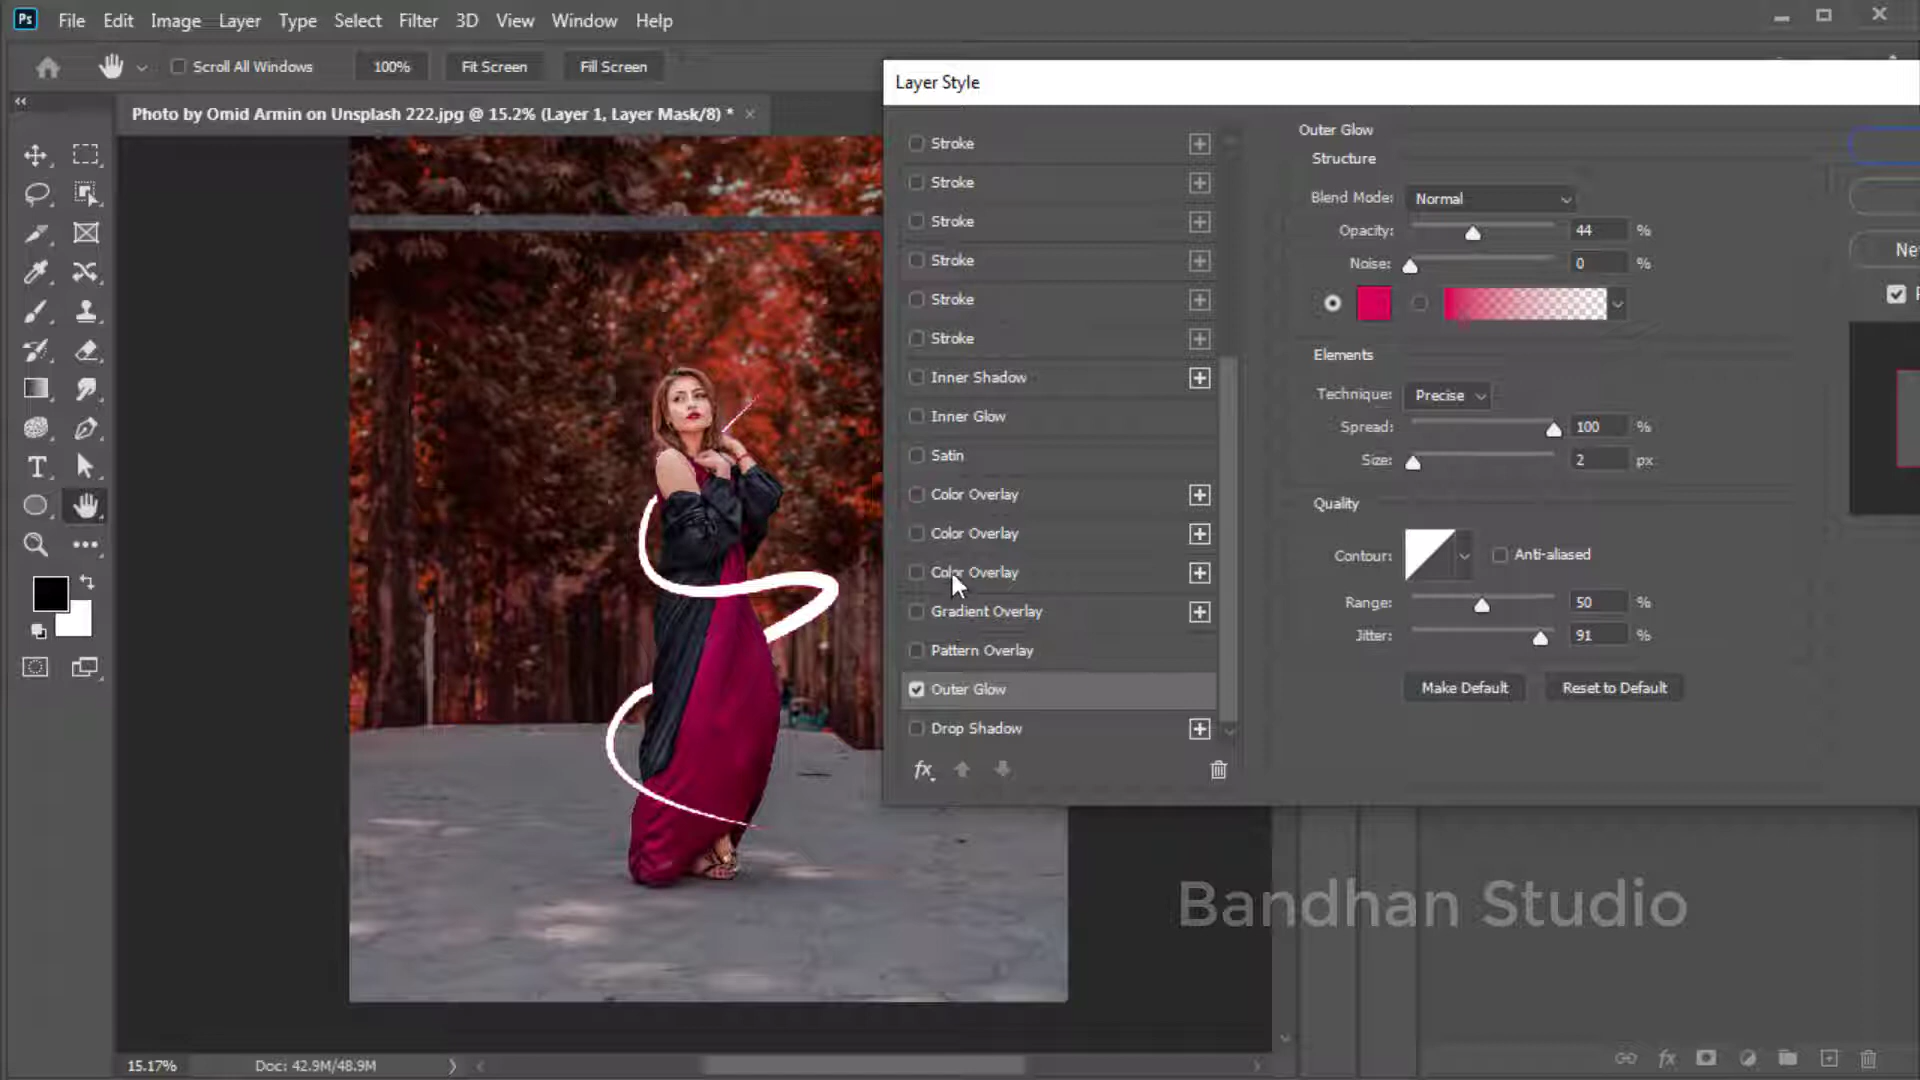 Ps File Edit Image Layer Type Select Filter 3D View Window Help
Scroll All Windows 100% Fit Screen Fill Screen
Photo by Omid Armin on Unsplash 222.jpg @ 15.2% (Layer 1, Layer Mask/8) *
Layer Style
Stroke
Stroke
Stroke
Stroke
Stroke
Stroke
Inner Shadow
Inner Glow
Satin
Color Overlay
Color Overlay
Color Overlay
Gradient Overlay
Pattern Overlay
Outer Glow
Drop Shadow
fx
Outer Glow
Structure
Blend Mode: Normal
Opacity: 44 %
Noise: 0 %
Elements
Technique: Precise
Spread: 100 %
Size: 2 px
Quality
Contour: Anti-aliased
Range: 50 %
Jitter: 91 %
Make Default Reset to Default
Ne
Bandhan Studio
15.17% Doc: 42.9M/48.9M
fx